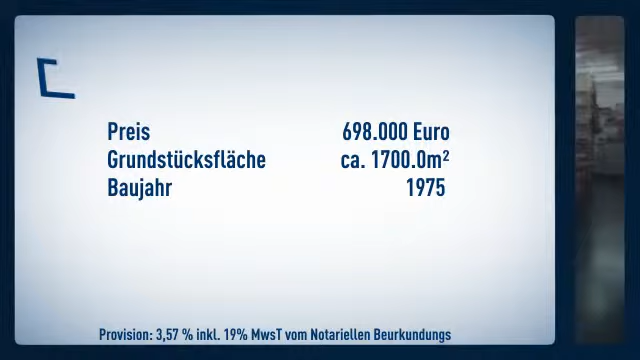 Preis 698.000 Euro
Grundstücksfläche ca. 1700.0m²
Baujahr 1975
Provision: 3,57 % inkl. 19% MwsT vom Notariellen Beurkundungs